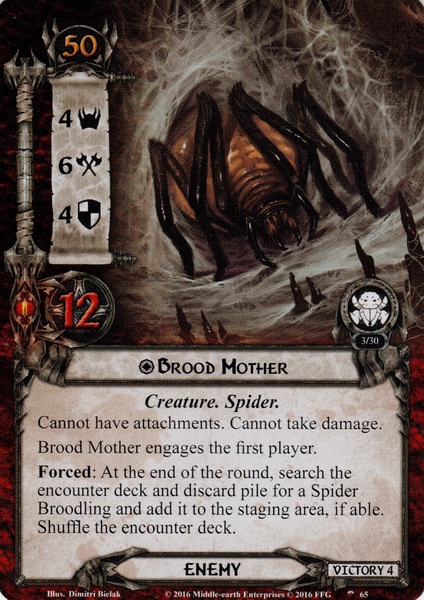 50
4
6
4
12
3/30
Brood Mother
Creature. Spider.
Cannot have attachments. Cannot take damage.
Brood Mother engages the first player.
Forced: At the end of the round, search the
encounter deck and discard pile for a Spider
Broodling and add it to the staging area, if able.
Shuffle the encounter deck.
ENEMY
VICTORY 4
Illus. Dimitri Bielak
© 2016 Middle-earth Enterprises © 2016 FFG
65